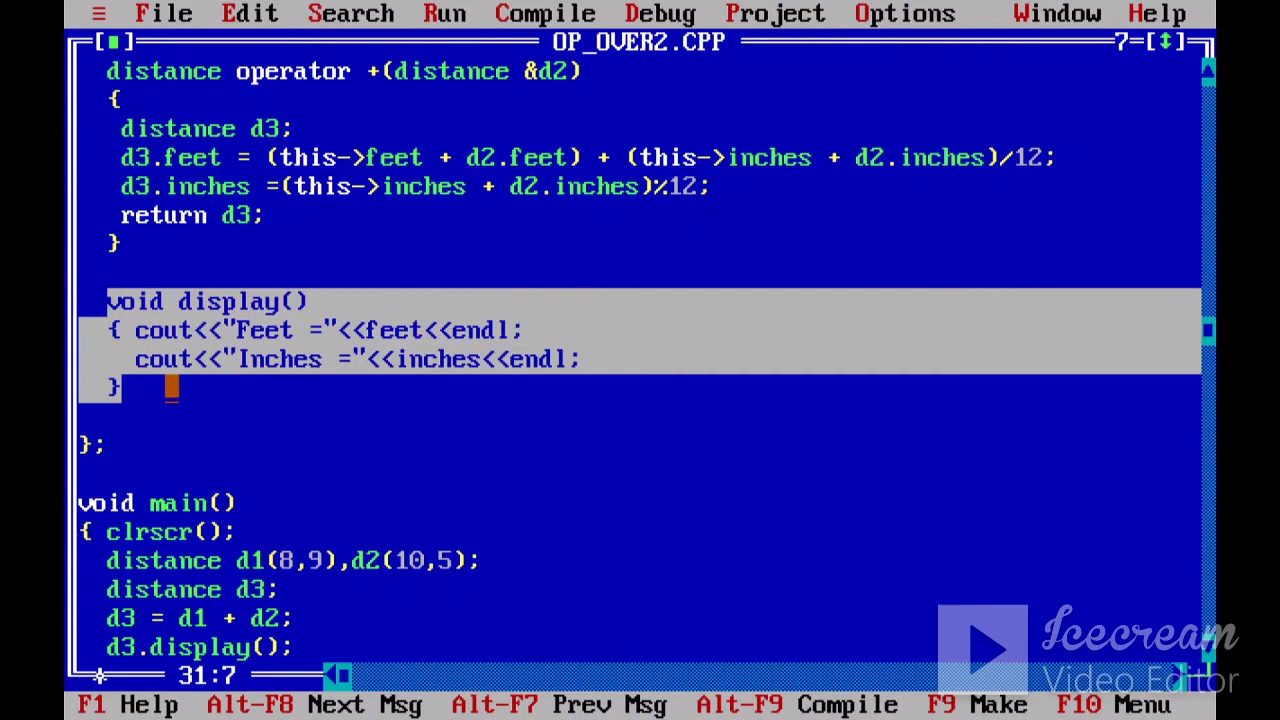 ≡ File Edit Search Run Compile Debug Project Options Window Help
[■] OP_OVER2.CPP 7=[↕]
distance operator +(distance &d2)
{
distance d3;
d3.feet = (this->feet + d2.feet) + (this->inches + d2.inches)/12;
d3.inches =(this->inches + d2.inches)%12;
return d3;
}
void display()
{ cout<<"Feet ="<<feet<<endl;
cout<<"Inches ="<<inches<<endl;
}
};
void main()
{ clrscr();
distance d1(8,9),d2(10,5);
distance d3;
d3 = d1 + d2;
d3.display();
* 31:7
Icecream
Video Editor
F1 Help Alt-F8 Next Msg Alt-F7 Prev Msg Alt-F9 Compile F9 Make F10 Menu